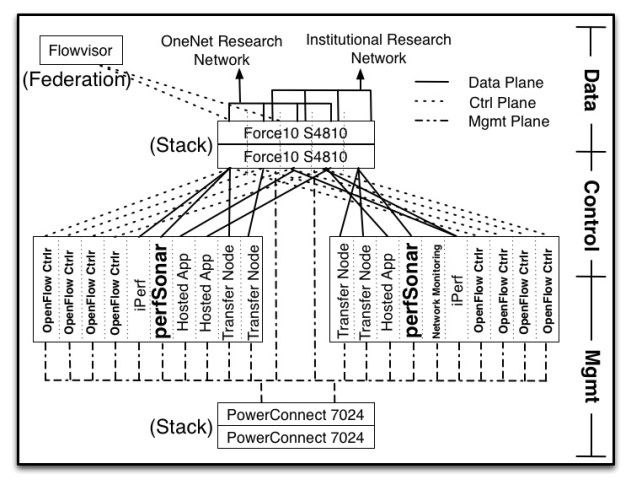 Flowvisor
(Federation)
OneNet Research
Network
Institutional Research
Network
Data Plane
Ctrl Plane
Mgmt Plane
Data
(Stack)
Force10 S4810
Force10 S4810
Control
OpenFlow Ctrlr
OpenFlow Ctrlr
OpenFlow Ctrlr
OpenFlow Ctrlr
iPerf
perfSonar
Hosted App
Hosted App
Transfer Node
Transfer Node
Transfer Node
Transfer Node
Hosted App
perfSonar
Network Monitoring
iPerf
OpenFlow Ctrlr
OpenFlow Ctrlr
OpenFlow Ctrlr
OpenFlow Ctrlr
Mgmt
(Stack)
PowerConnect 7024
PowerConnect 7024